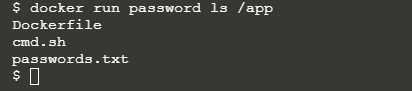 $ docker run password ls /app
Dockerfile
cmd.sh
passwords.txt
$